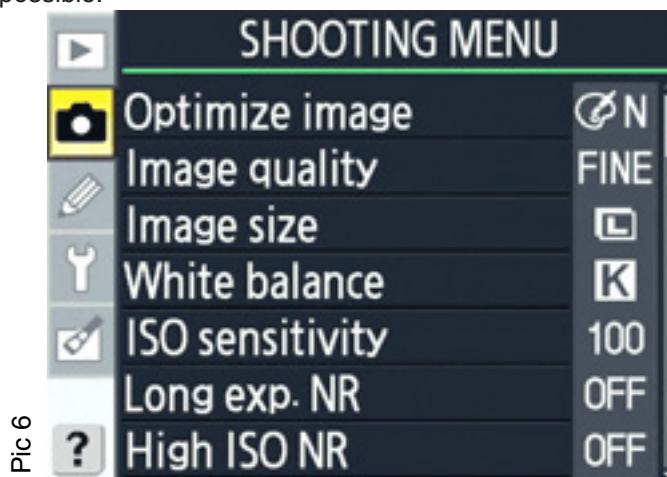 possible.
SHOOTING MENU
Optimize image N
Image quality FINE
Image size L
White balance K
ISO sensitivity 100
Long exp. NR OFF
High ISO NR OFF
?
Pic 6